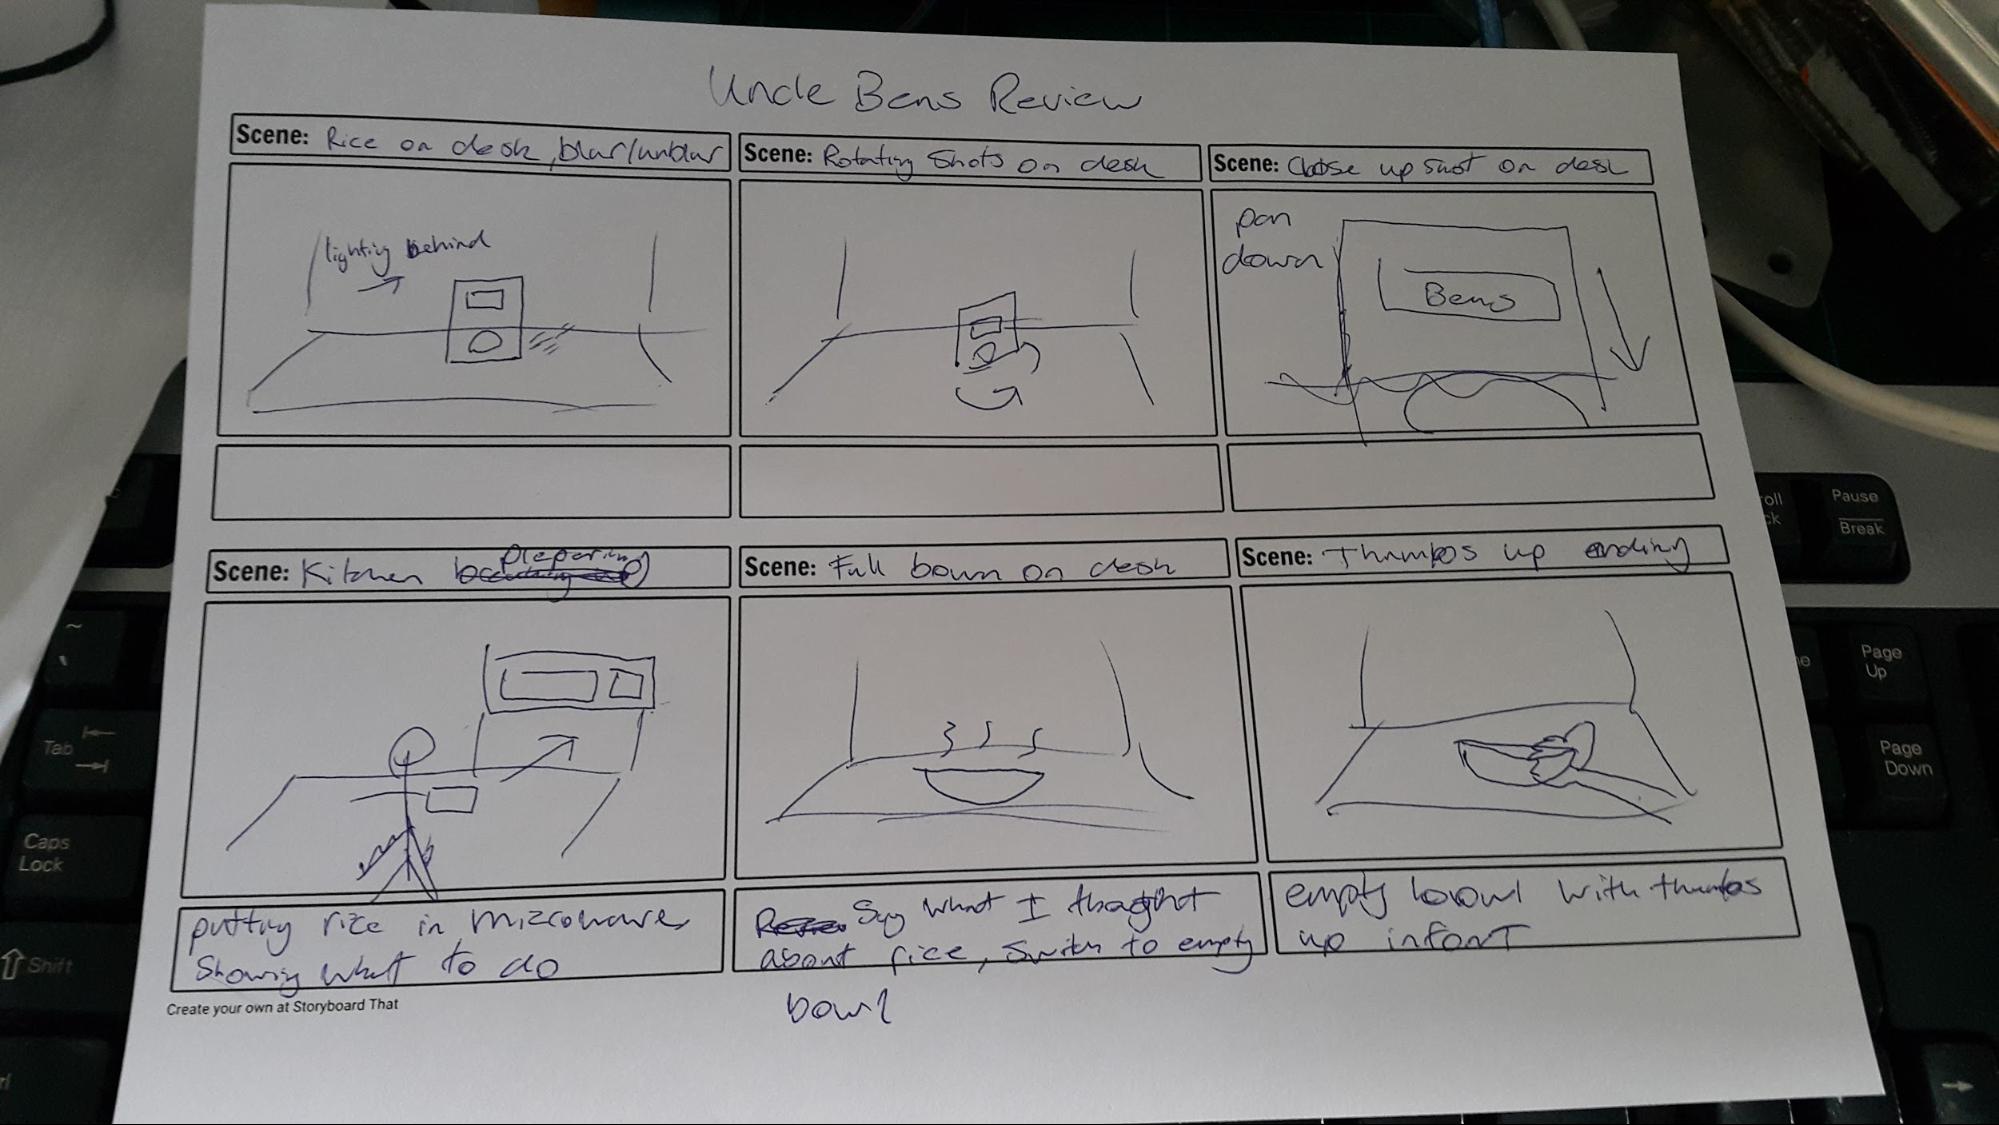 Uncle Bens Review
Scene: Rice on desk, blur/unblur
Scene: Rotating shots on desk
Scene: Close up shot on desk
lighting behind
pan
down
Bens
Scene: Kitchen preparing
Scene: Full bown on desk
Scene: Thumbs up ending
putting rice in microwave
showing what to do
Say what I thought
about rice, switch to empty
bowl
empty bowl with thumbs
up infont
Create your own at Storyboard That
Pause
Break
Page
Up
Page
Down
Tab
Caps
Lock
Shift